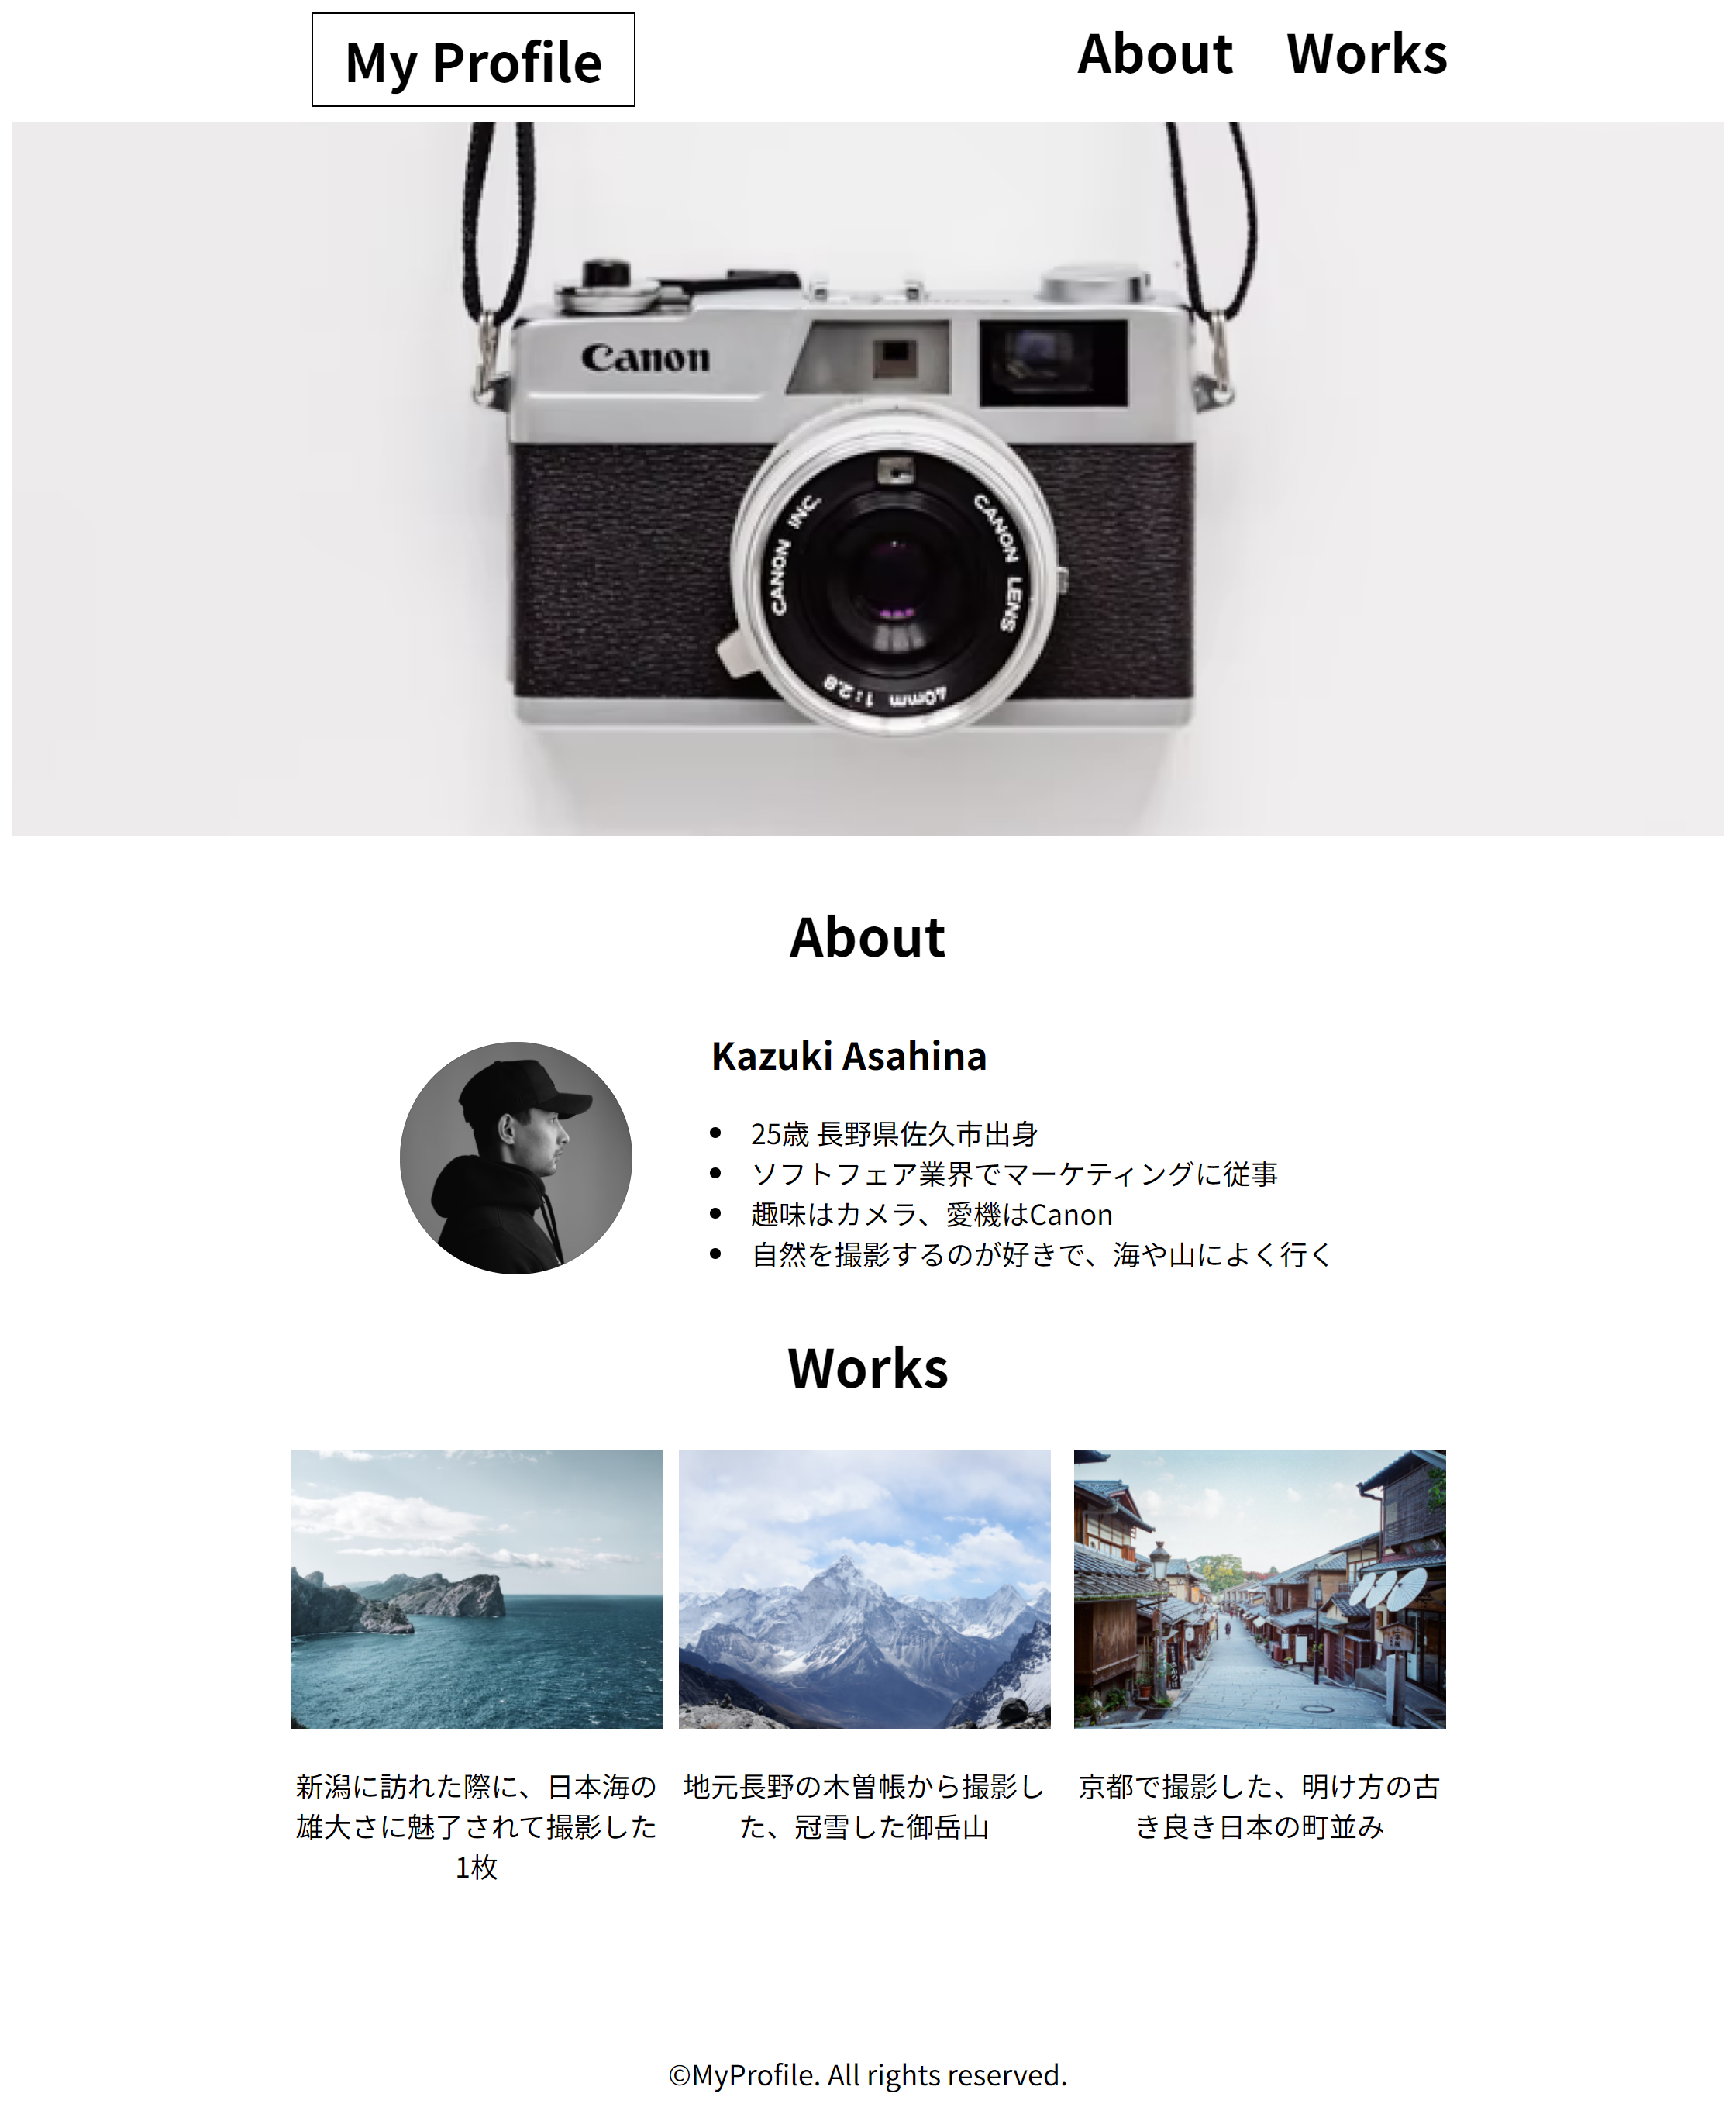 My Profile
About Works
Canon
CANON INC.
CANON LENS
40mm 1:2.8
About
Kazuki Asahina
25歳 長野県佐久市出身
ソフトフェア業界でマーケティングに従事
趣味はカメラ、愛機はCanon
自然を撮影するのが好きで、海や山によく行く
Works
新潟に訪れた際に、日本海の
雄大さに魅了されて撮影した
1枚
地元長野の木曽帳から撮影し
た、冠雪した御岳山
京都で撮影した、明け方の古
き良き日本の町並み
©MyProfile. All rights reserved.